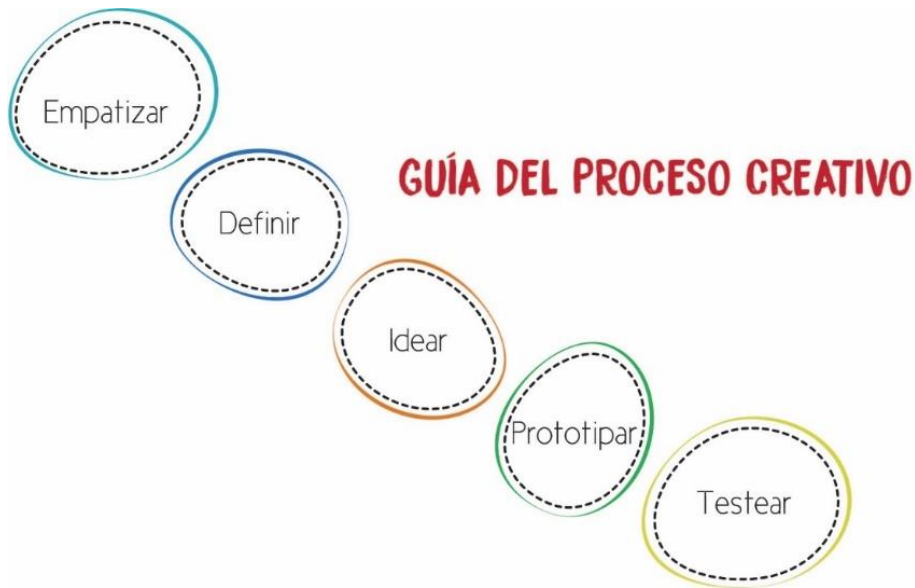 Empatizar
GUÍA DEL PROCESO CREATIVO
Definir
Idear
Prototipar
Testear